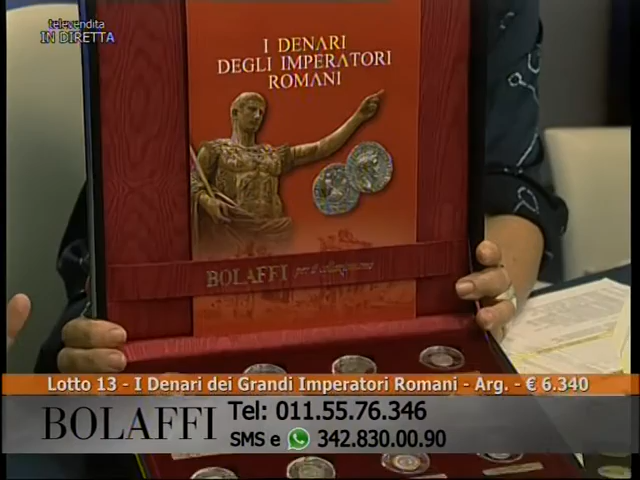 televendita
IN DIRETTA
I DENARI
DEGLI IMPERATORI
ROMANI
BOLAFFI per il collezionismo
Lotto 13 - I Denari dei Grandi Imperatori Romani - Arg. - € 6.340
BOLAFFI
Tel: 011.55.76.346
SMS e 342.830.00.90